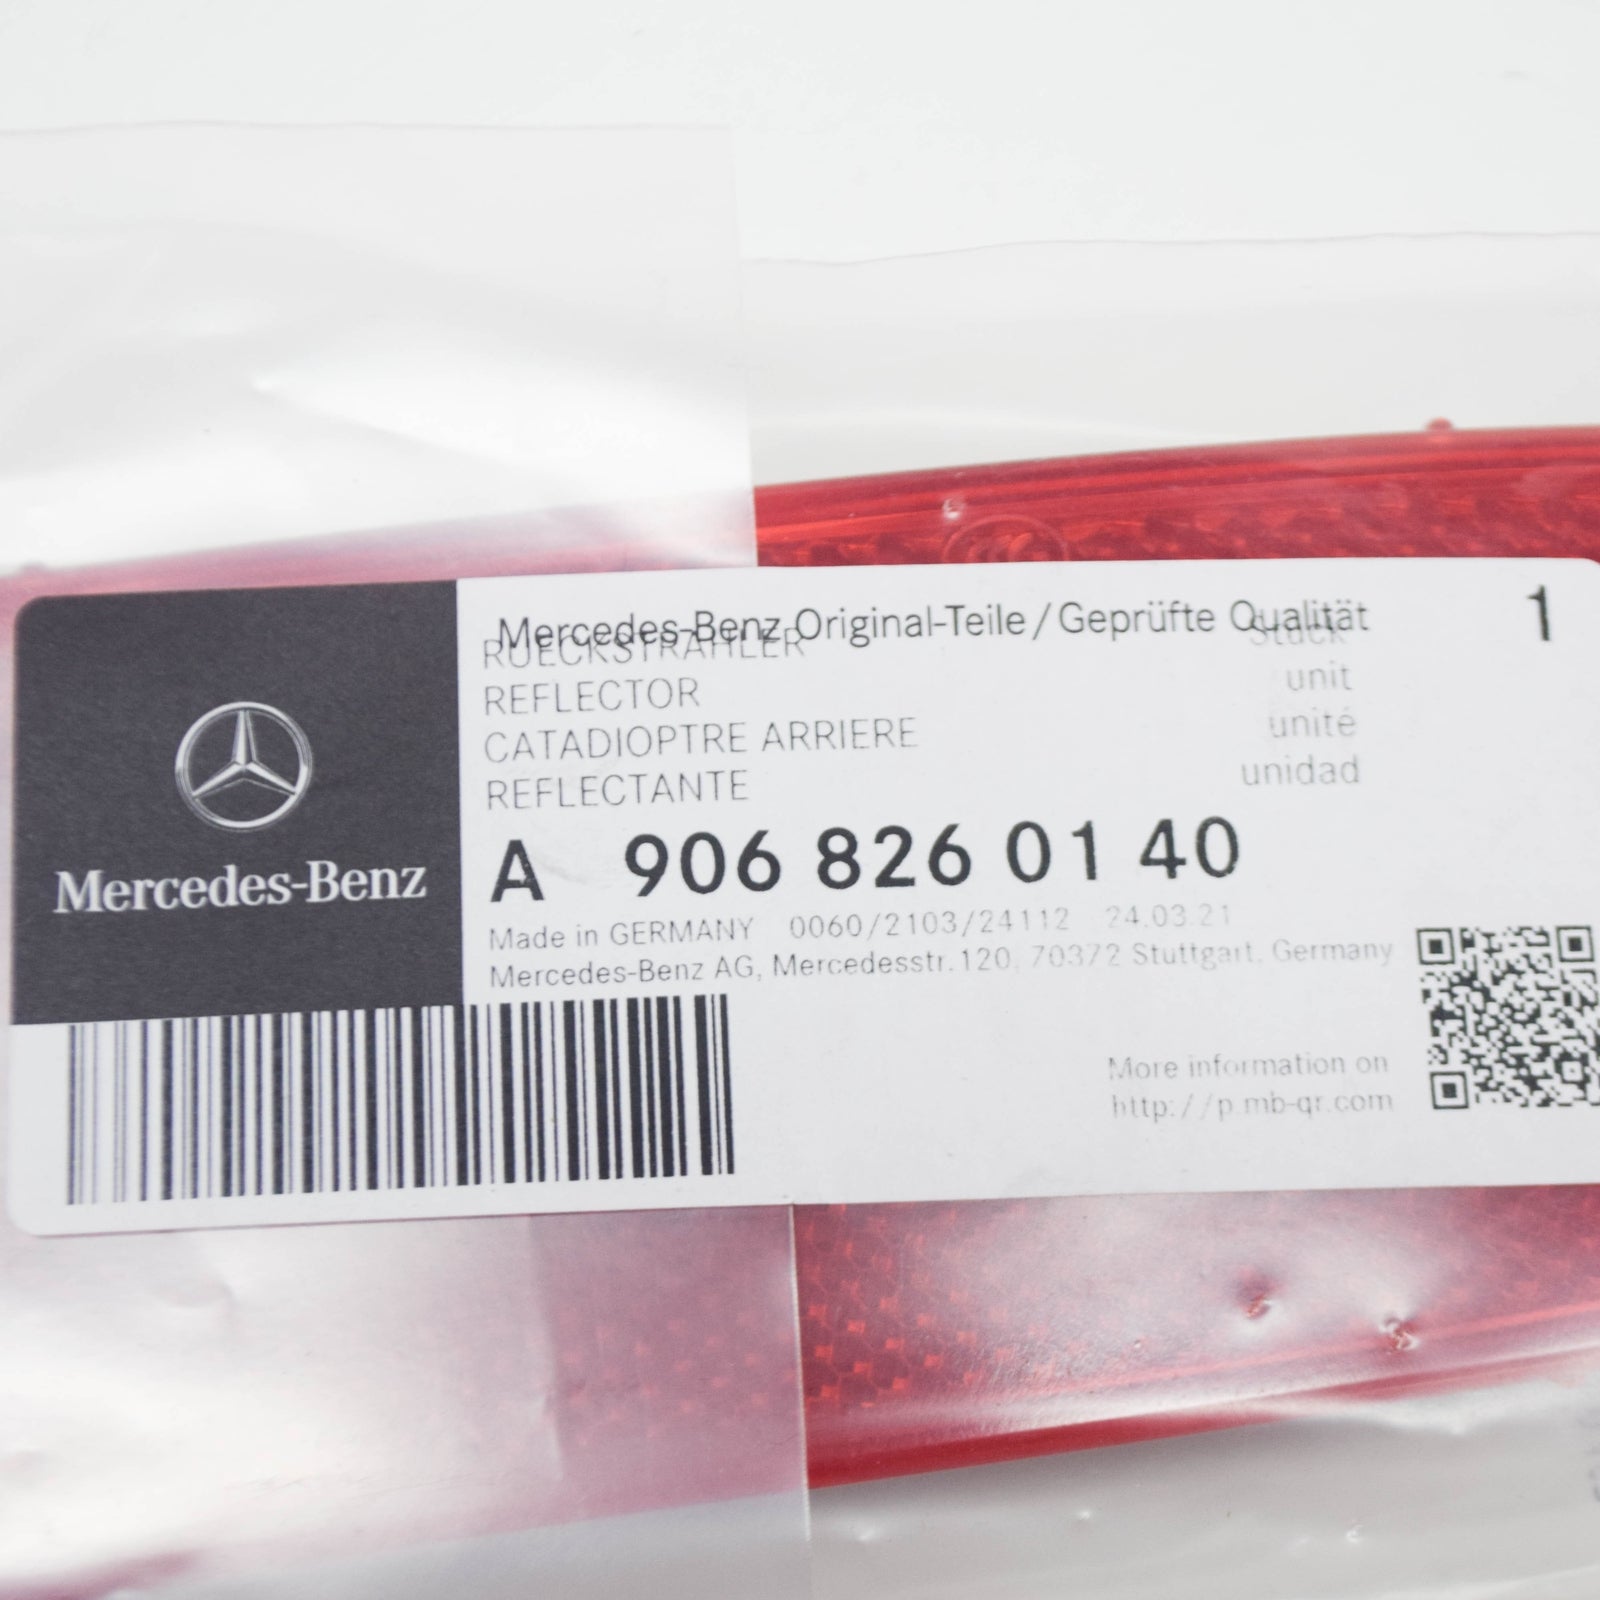 Mercedes-Benz Original-Teile / Geprüfte Qualität 1
RUECKSTRAHLER Stück
REFLECTOR unit
CATADIOPTRE ARRIERE unité
REFLECTANTE unidad
Mercedes-Benz
A 906 826 01 40
Made in GERMANY 0060/2103/24112 24.03.21
Mercedes-Benz AG, Mercedesstr.120, 70372 Stuttgart, Germany
More information on
http://p.mb-qr.com